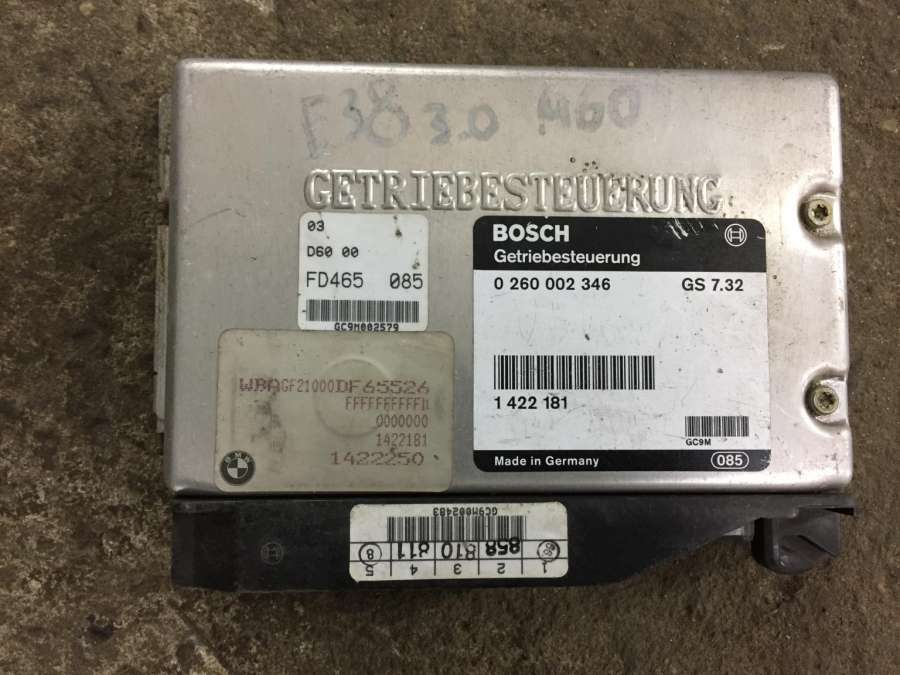 E38 3.0 M60
GETRIEBESTEUERUNG
03
D60 00
FD465 085
GC9M002579
BOSCH
Getriebesteuerung
0 260 002 346 GS 7.32
1 422 181
GC9M
Made in Germany 085
WBAGF21000DF65526
0000000
1422181
1422250
BMW
GC9M002483
858 810 811
1 2 3 4 5 8